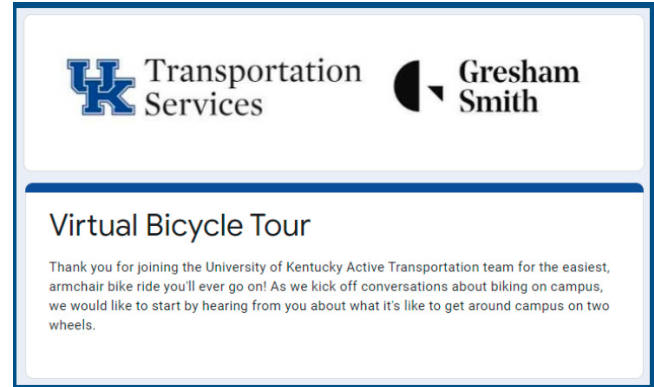 UK Transportation Services
Gresham Smith
Virtual Bicycle Tour
Thank you for joining the University of Kentucky Active Transportation team for the easiest,
armchair bike ride you'll ever go on! As we kick off conversations about biking on campus,
we would like to start by hearing from you about what it's like to get around campus on two
wheels.